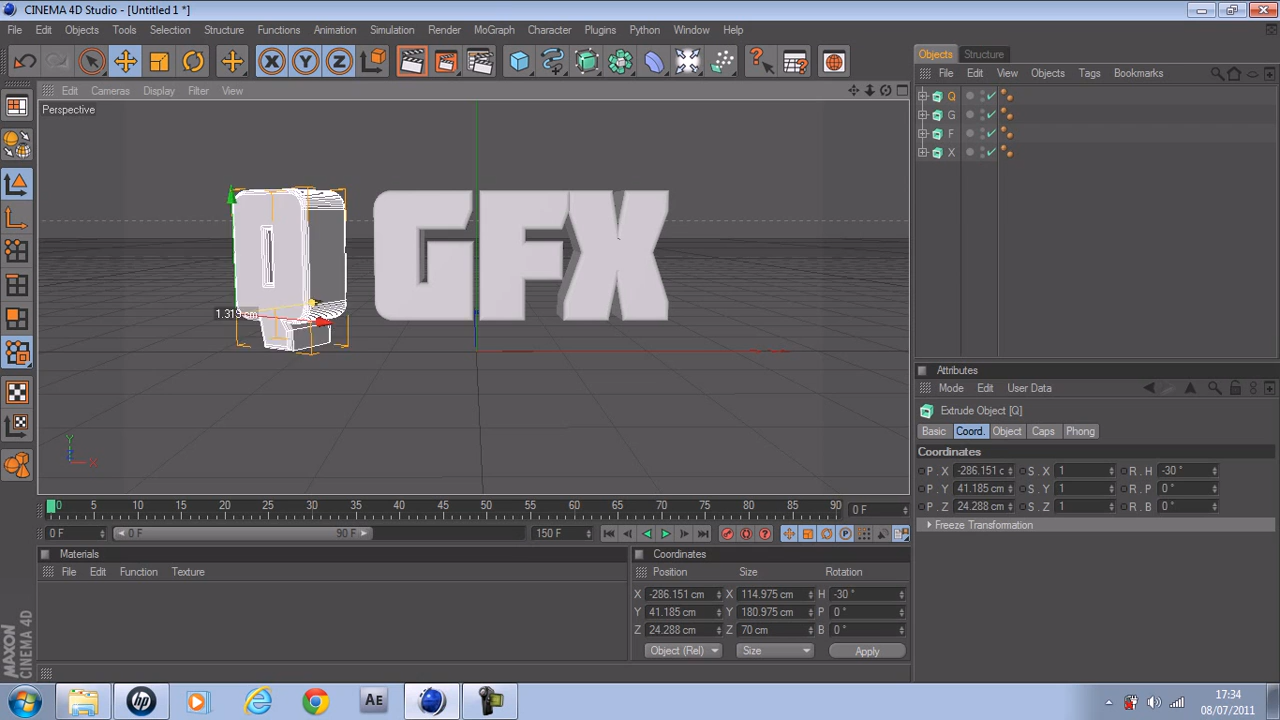 CINEMA 4D Studio - [Untitled 1 *]
File Edit Objects Tools Selection Structure Functions Animation Simulation Render MoGraph Character Plugins Python Window Help
X Y Z
Objects Structure
File Edit View Objects Tags Bookmarks
Edit Cameras Display Filter View
Perspective
Q
G
F
X
Q GFX
1.319 cm
Y
Z
X
Attributes
Mode Edit User Data
Extrude Object [Q]
Basic Coord. Object Caps Phong
Coordinates
P . X -286.151 c S . X 1 R . H -30 °
P . Y 41.185 cm S . Y 1 R . P 0 °
P . Z 24.288 cm S . Z 1 R . B 0 °
Freeze Transformation
0 5 10 15 20 25 30 35 40 45 50 55 60 65 70 75 80 85 90 0 F
0 F 0 F 90 F 150 F
Materials
File Edit Function Texture
Coordinates
Position Size Rotation
X -286.151 cm X 114.975 cm H -30 °
Y 41.185 cm Y 180.975 cm P 0 °
Z 24.288 cm Z 70 cm B 0 °
Object (Rel) Size Apply
MAXON
CINEMA 4D
hp
AE
17:34
08/07/2011